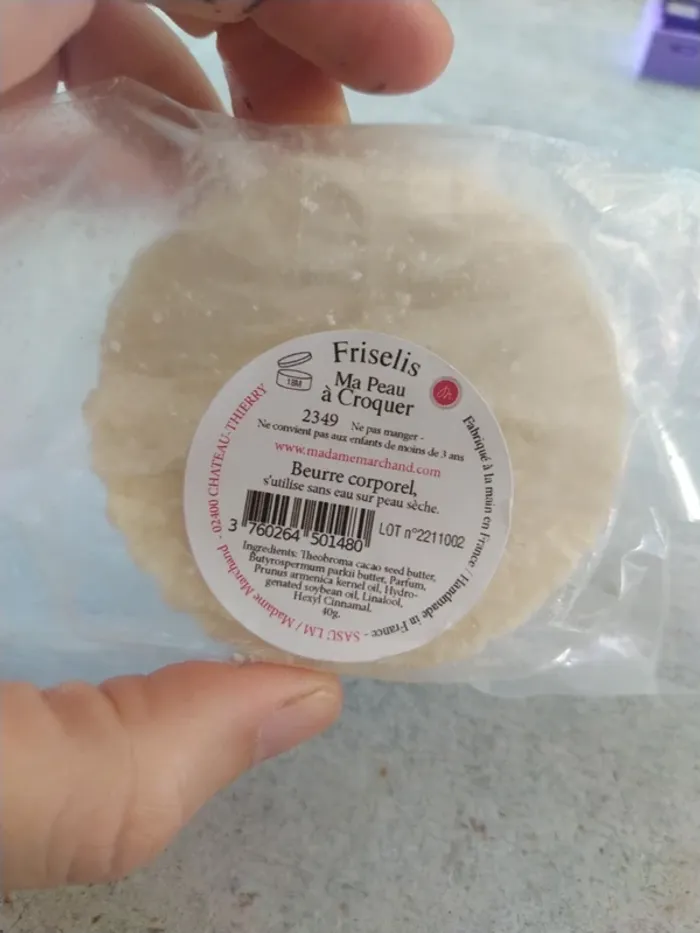 Friselis
18M
Ma Peau
à Croquer
2349 Ne pas manger -
Ne convient pas aux enfants de moins de 3 ans
www.madamemarchand.com
Beurre corporel,
s'utilise sans eau sur peau sèche.
3 760264 501480
LOT n°2211002
Ingredients: Theobroma cacao seed butter,
Butyrospermum parkii butter, Parfum,
Prunus armenica kernel oil, Hydro-
genated soybean oil, Linalool,
Hexyl Cinnamal.
40g.
Fabriqué à la main en France / Handmade in France - SASU LM / Madame Marchand - 02400 CHATEAU-THIERRY